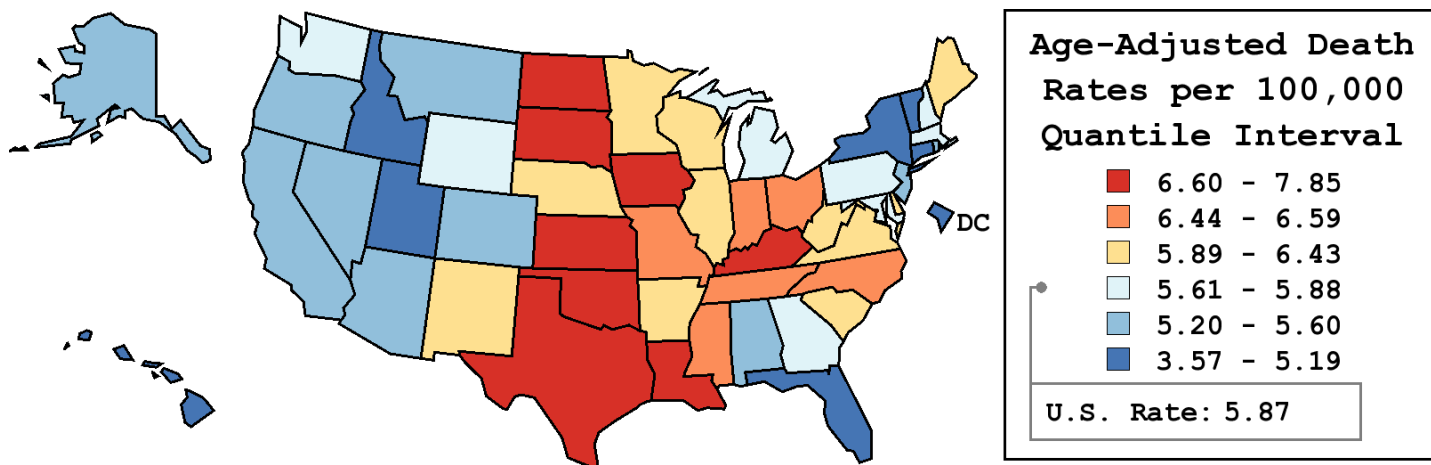 Age-Adjusted Death
Rates per 100,000
Quantile Interval
6.60 - 7.85
6.44 - 6.59
5.89 - 6.43
5.61 - 5.88
5.20 - 5.60
3.57 - 5.19
U.S. Rate: 5.87
DC